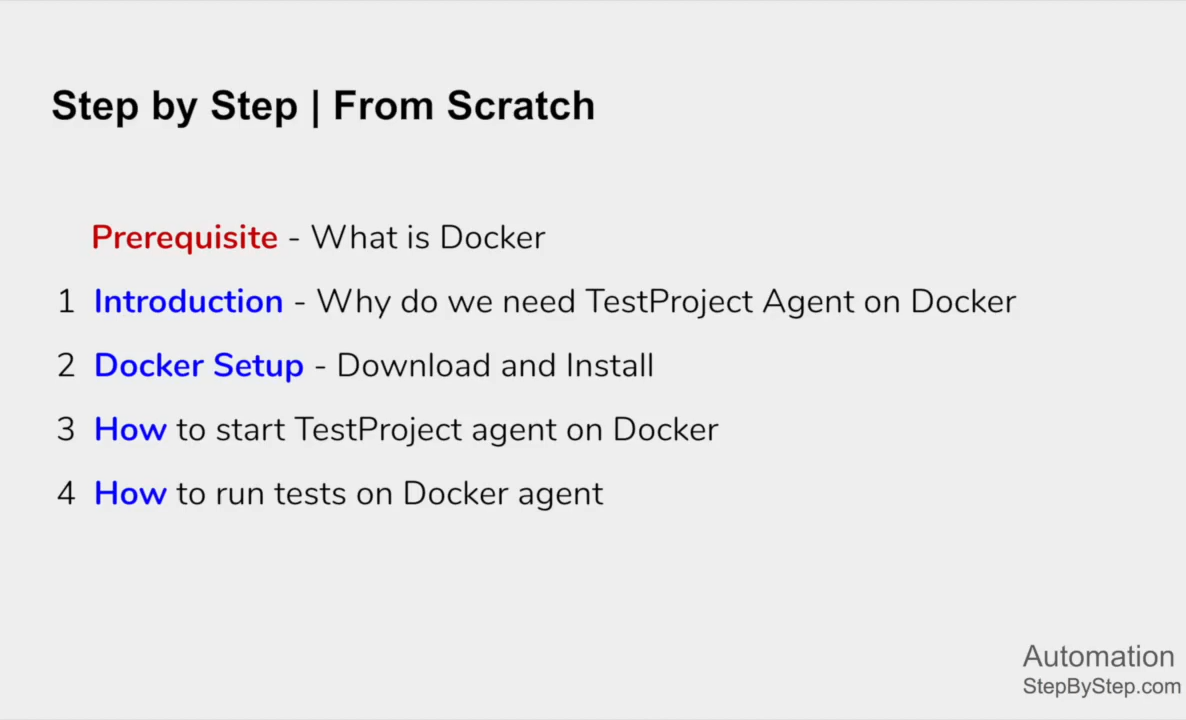 Step by Step | From Scratch
Prerequisite - What is Docker
1 Introduction - Why do we need TestProject Agent on Docker
2 Docker Setup - Download and Install
3 How to start TestProject agent on Docker
4 How to run tests on Docker agent
Automation
StepByStep.com